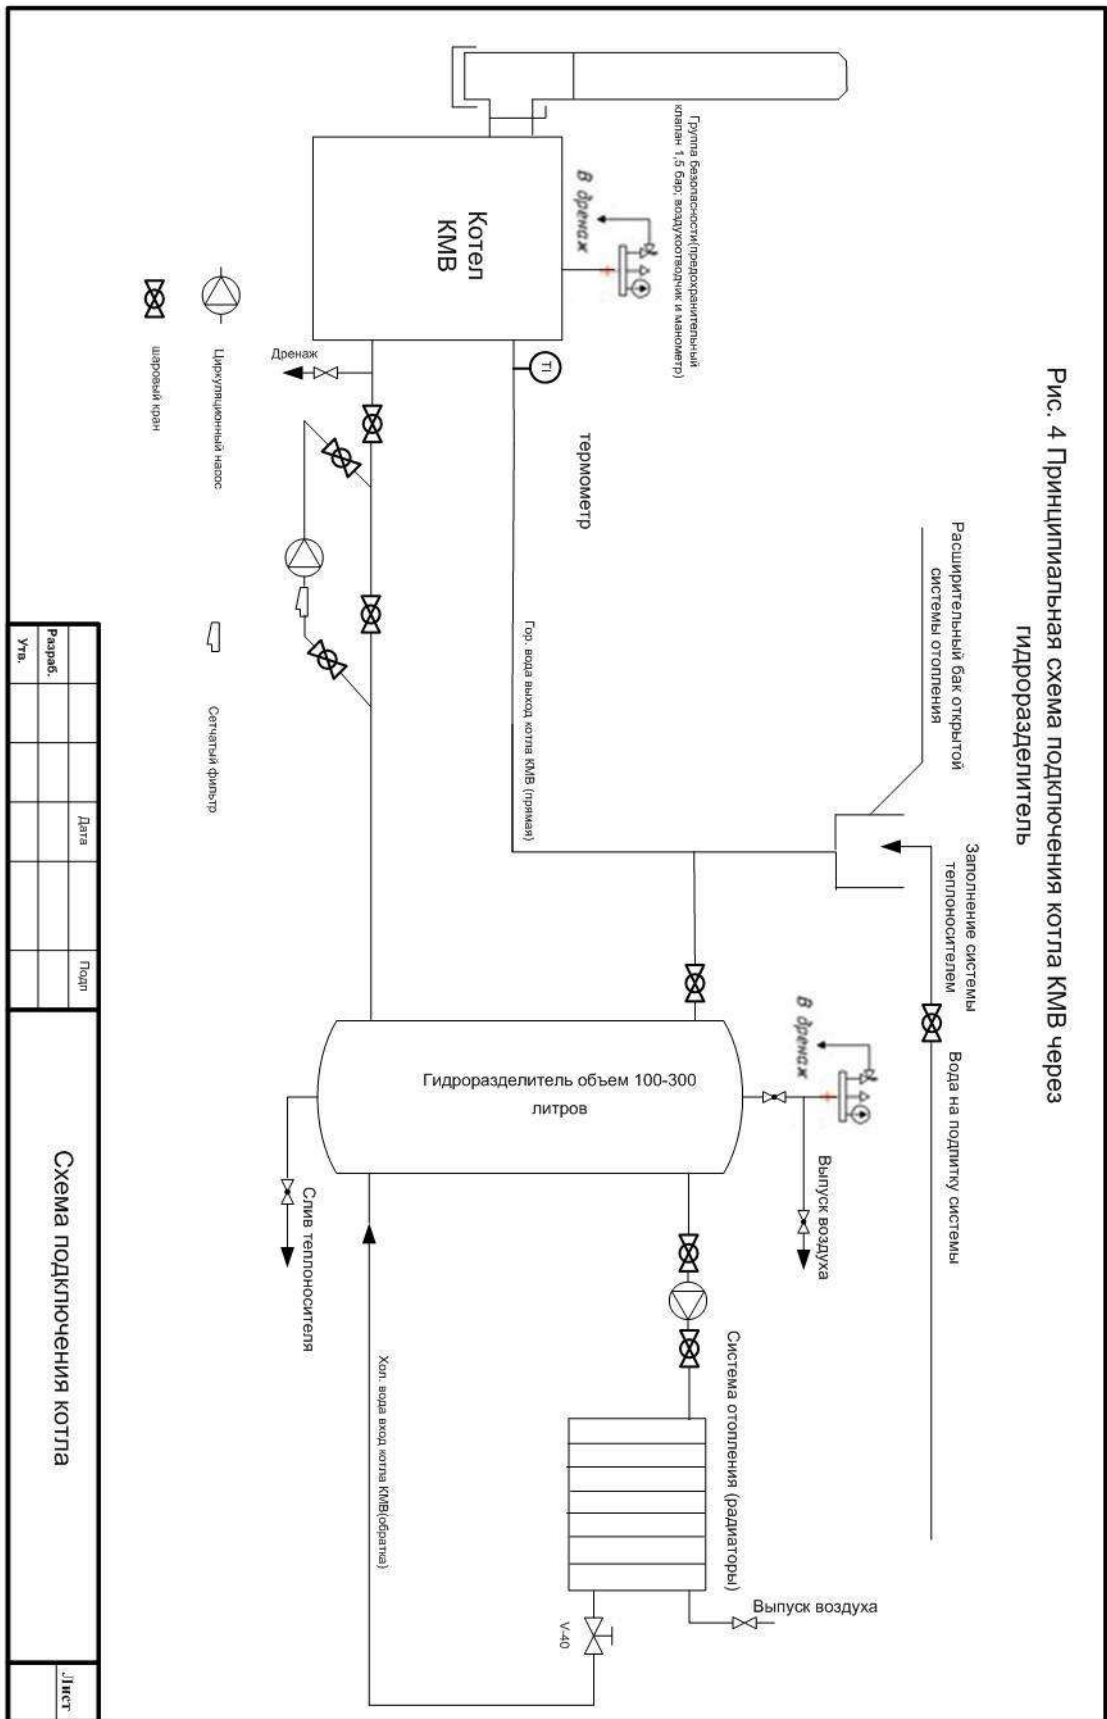 Рис. 4 Принципиальная схема подключения котла КМВ через
гидроразделитель
Группа безопасности(предохранительный
клапан 1,5 бар; воздухоотводчик и манометр)
В дренаж
Котел
КМВ
TI
термометр
Дренаж
Циркуляционный насос
шаровый кран
Сетчатый фильтр
Гор. вода выход котла КМВ (прямая)
Расширительный бак открытой
системы отопления
Заполнение системы
теплоносителем
Вода на подпитку системы
В дренаж
Выпуск воздуха
Гидроразделитель объем 100-300
литров
Слив теплоносителя
Хол. вода вход котла КМВ(обратка)
Система отопления (радиаторы)
Выпуск воздуха
V-40
Разраб.
Утв.
Дата
Подп
Схема подключения котла
Лист